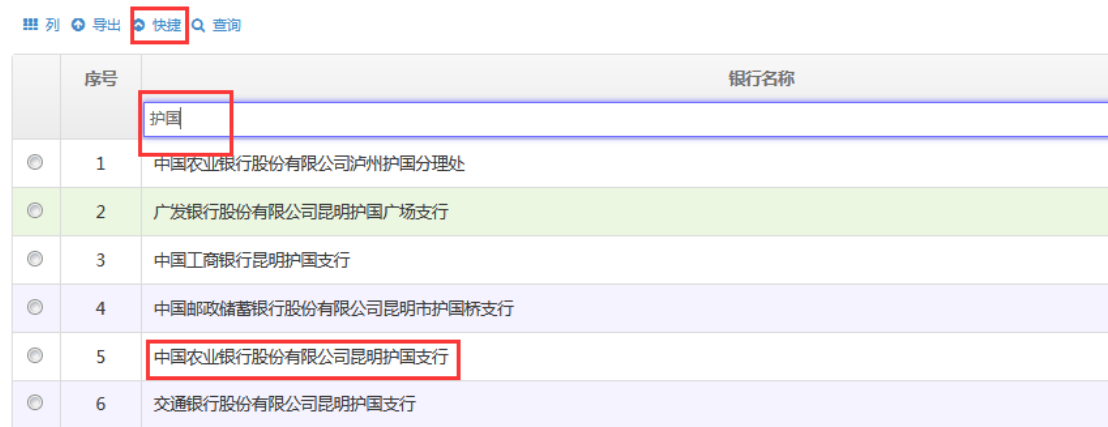 列 导出 快捷 查询
序号 银行名称
护国
1 中国农业银行股份有限公司泸州护国分理处
2 广发银行股份有限公司昆明护国广场支行
3 中国工商银行昆明护国支行
4 中国邮政储蓄银行股份有限公司昆明市护国桥支行
5 中国农业银行股份有限公司昆明护国支行
6 交通银行股份有限公司昆明护国支行